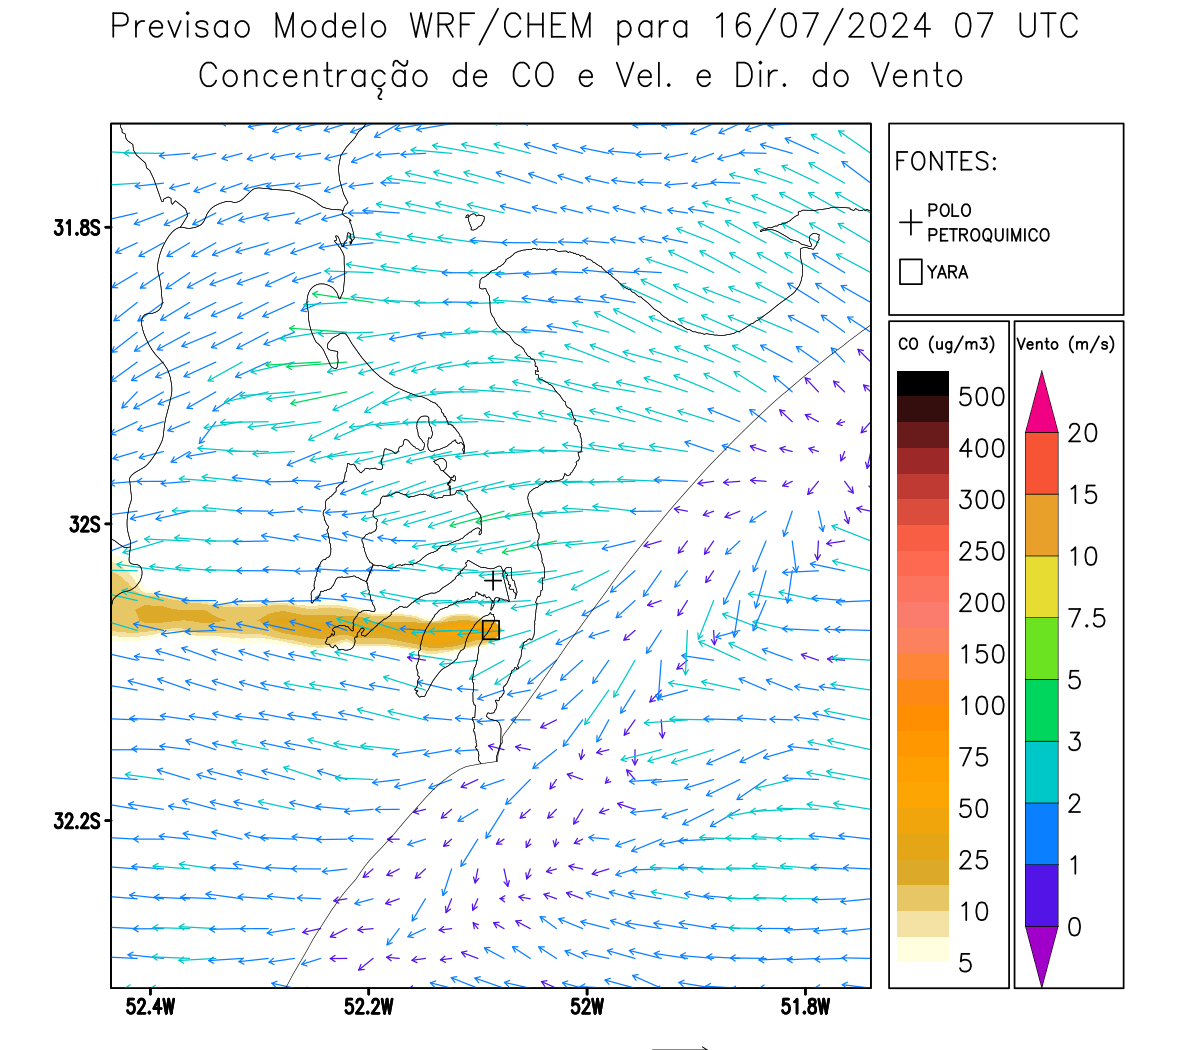 Previsao Modelo WRF/CHEM para 16/07/2024 07 UTC
Concentração de CO e Vel. e Dir. do Vento
FONTES:
POLO
PETROQUIMICO
YARA
31.8S
32S
32.2S
52.4W
52.2W
52W
51.8W
CO (ug/m3)
500
400
300
250
200
150
100
75
50
25
10
5
Vento (m/s)
20
15
10
7.5
5
3
2
1
0